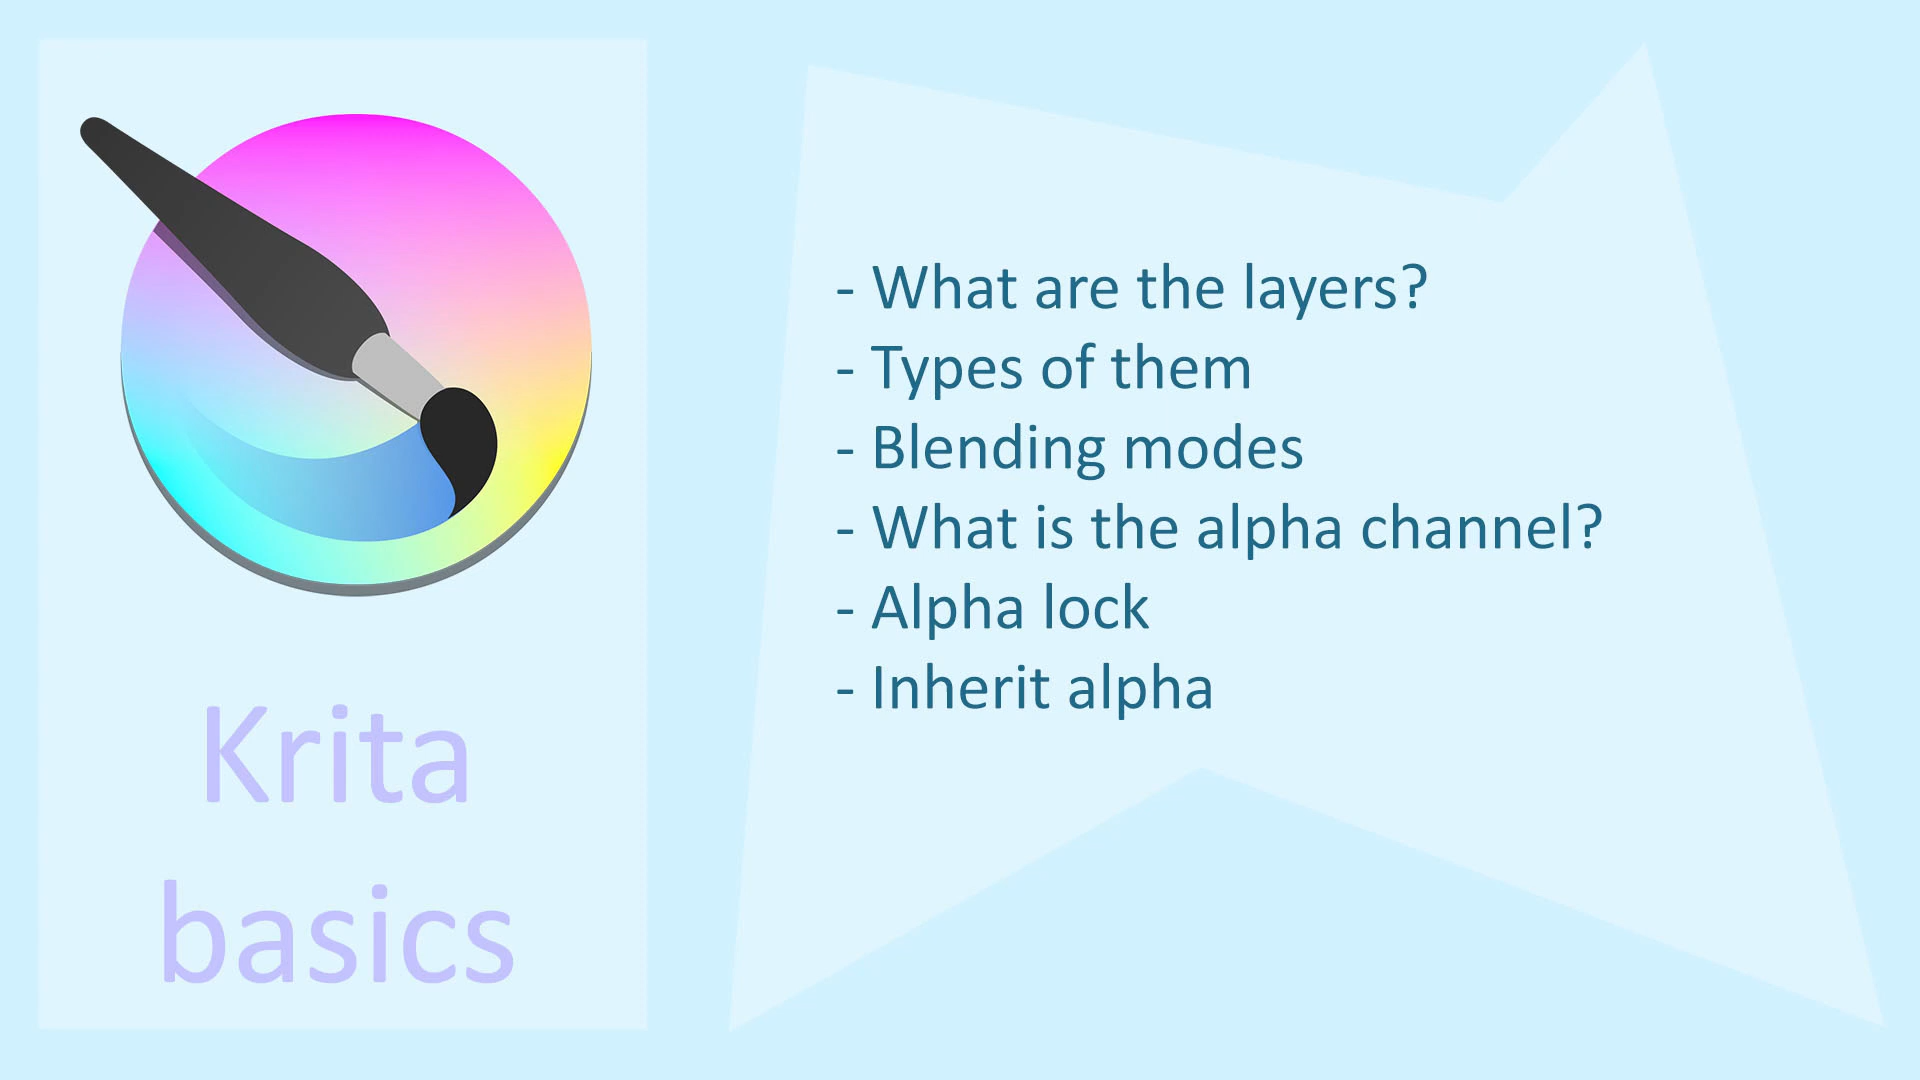 Krita
basics
- What are the layers?
- Types of them
- Blending modes
- What is the alpha channel?
- Alpha lock
- Inherit alpha